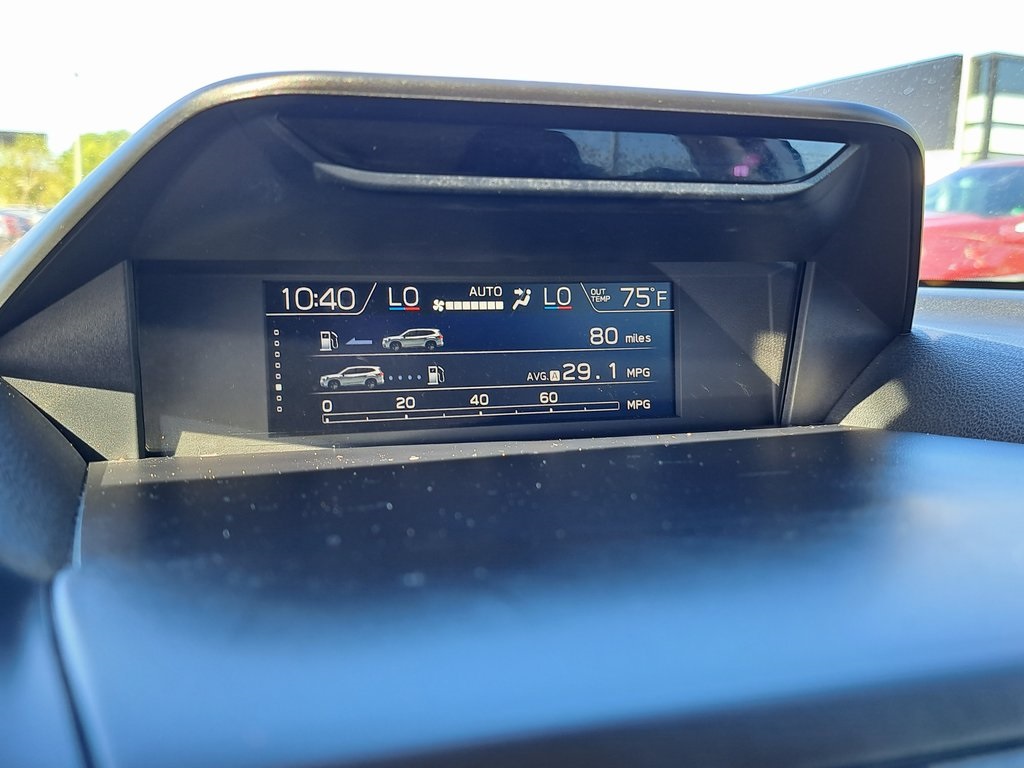 10:40 LO AUTO LO OUT TEMP 75°F
80 miles
AVG. A 29.1 MPG
0 20 40 60 MPG